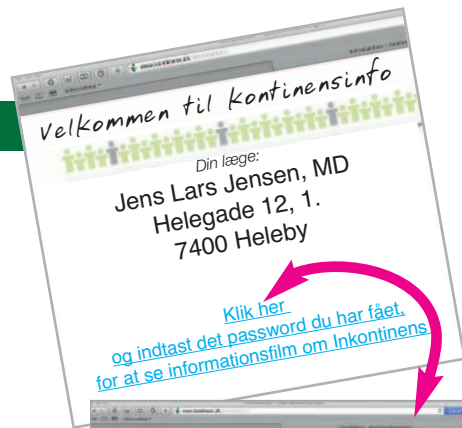 Velkommen til kontinensinfo
Din læge:
Jens Lars Jensen, MD
Helegade 12, 1.
7400 Heleby
Klik her
og indtast det password du har fået,
for at se informationsfilm om Inkontinens